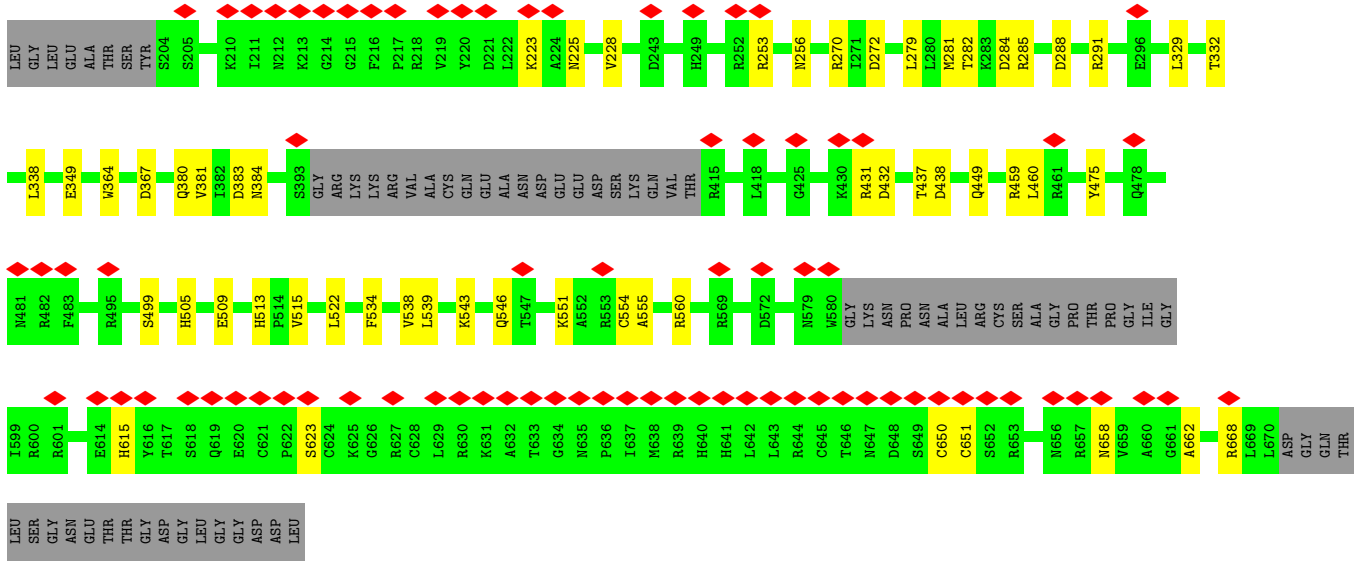 LEU GLY LEU GLU ALA THR SER TYR S204 S205 K210 I211 N212 K213 G214 G215 F216 P217 R218 V219 Y220 D221 L222 K223 A224 N225 V228 D243 H249 R252 R253 N256 R270 I271 D272 L279 L280 M281 T282 K283 D284 R285 D288 R291 E296 L329 T332
L338 E349 W364 D367 Q380 V381 I382 D383 N384 S393 GLY ARG LYS LYS ARG VAL ALA CYS GLN GLU ALA ASN ASP GLU GLU ASP SER LYS GLN VAL THR R415 L418 G425 K430 R431 D432 T437 D438 Q449 R459 L460 R461 Y475 Q478
N481 R482 F483 R495 S499 H505 E509 H513 P514 V515 L522 F534 V538 L539 K543 Q546 T547 K551 A552 R553 C554 A555 R560 R569 D572 N579 W580 GLY LYS ASN PRO ASN ALA LEU ARG CYS SER ALA GLY PRO THR PRO GLY ILE GLY
I599 R600 R601 E614 H615 Y616 T617 S618 Q619 E620 C621 P622 S623 C624 K625 G626 R627 C628 L629 R630 K631 A632 T633 G634 N635 P636 I637 M638 R639 H640 H641 L642 L643 R644 C645 T646 N647 D648 S649 C650 C651 S652 R653 N656 R657 N658 V659 A660 G661 A662 R668 L669 L670 ASP GLY GLN THR
LEU SER GLY ASN GLU THR THR GLY ASP GLY LEU GLY GLY ASP ASP LEU